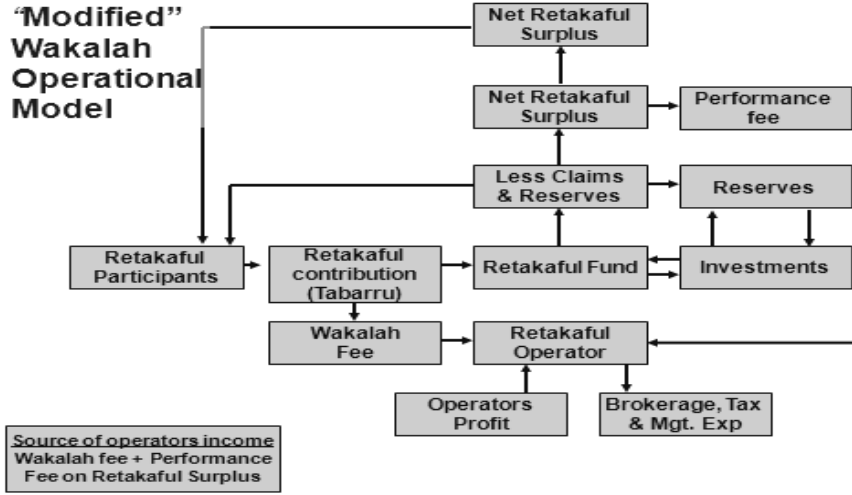 "Modified"
Wakalah
Operational
Model
Net Retakaful
Surplus
Net Retakaful
Surplus
Performance
fee
Less Claims
& Reserves
Reserves
Retakaful
Participants
Retakaful
contribution
(Tabarru)
Retakaful Fund
Investments
Wakalah
Fee
Retakaful
Operator
Operators
Profit
Brokerage, Tax
& Mgt. Exp
Source of operators income
Wakalah fee + Performance
Fee on Retakaful Surplus